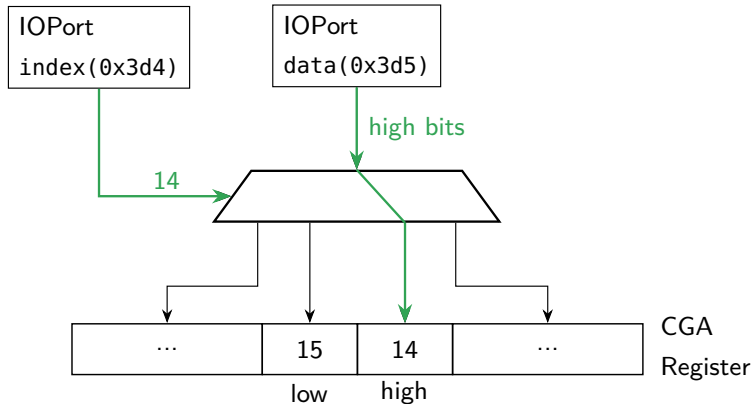 IOPort
index(0x3d4)
IOPort
data(0x3d5)
high bits
14
...
15
14
...
CGA
Register
low
high